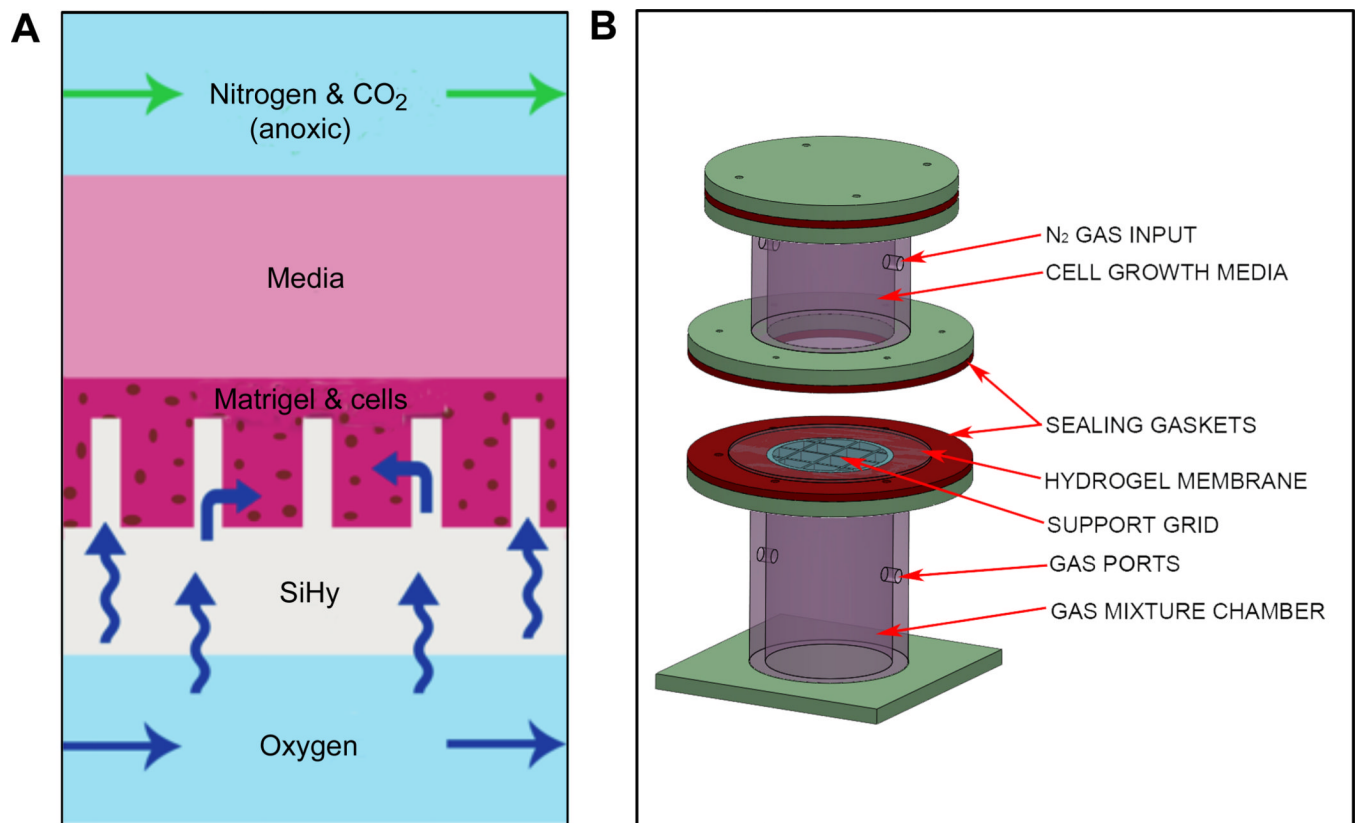 A
Nitrogen & CO₂
(anoxic)
Media
Matrigel & cells
SiHy
Oxygen
B
N₂ GAS INPUT
CELL GROWTH MEDIA
SEALING GASKETS
HYDROGEL MEMBRANE
SUPPORT GRID
GAS PORTS
GAS MIXTURE CHAMBER